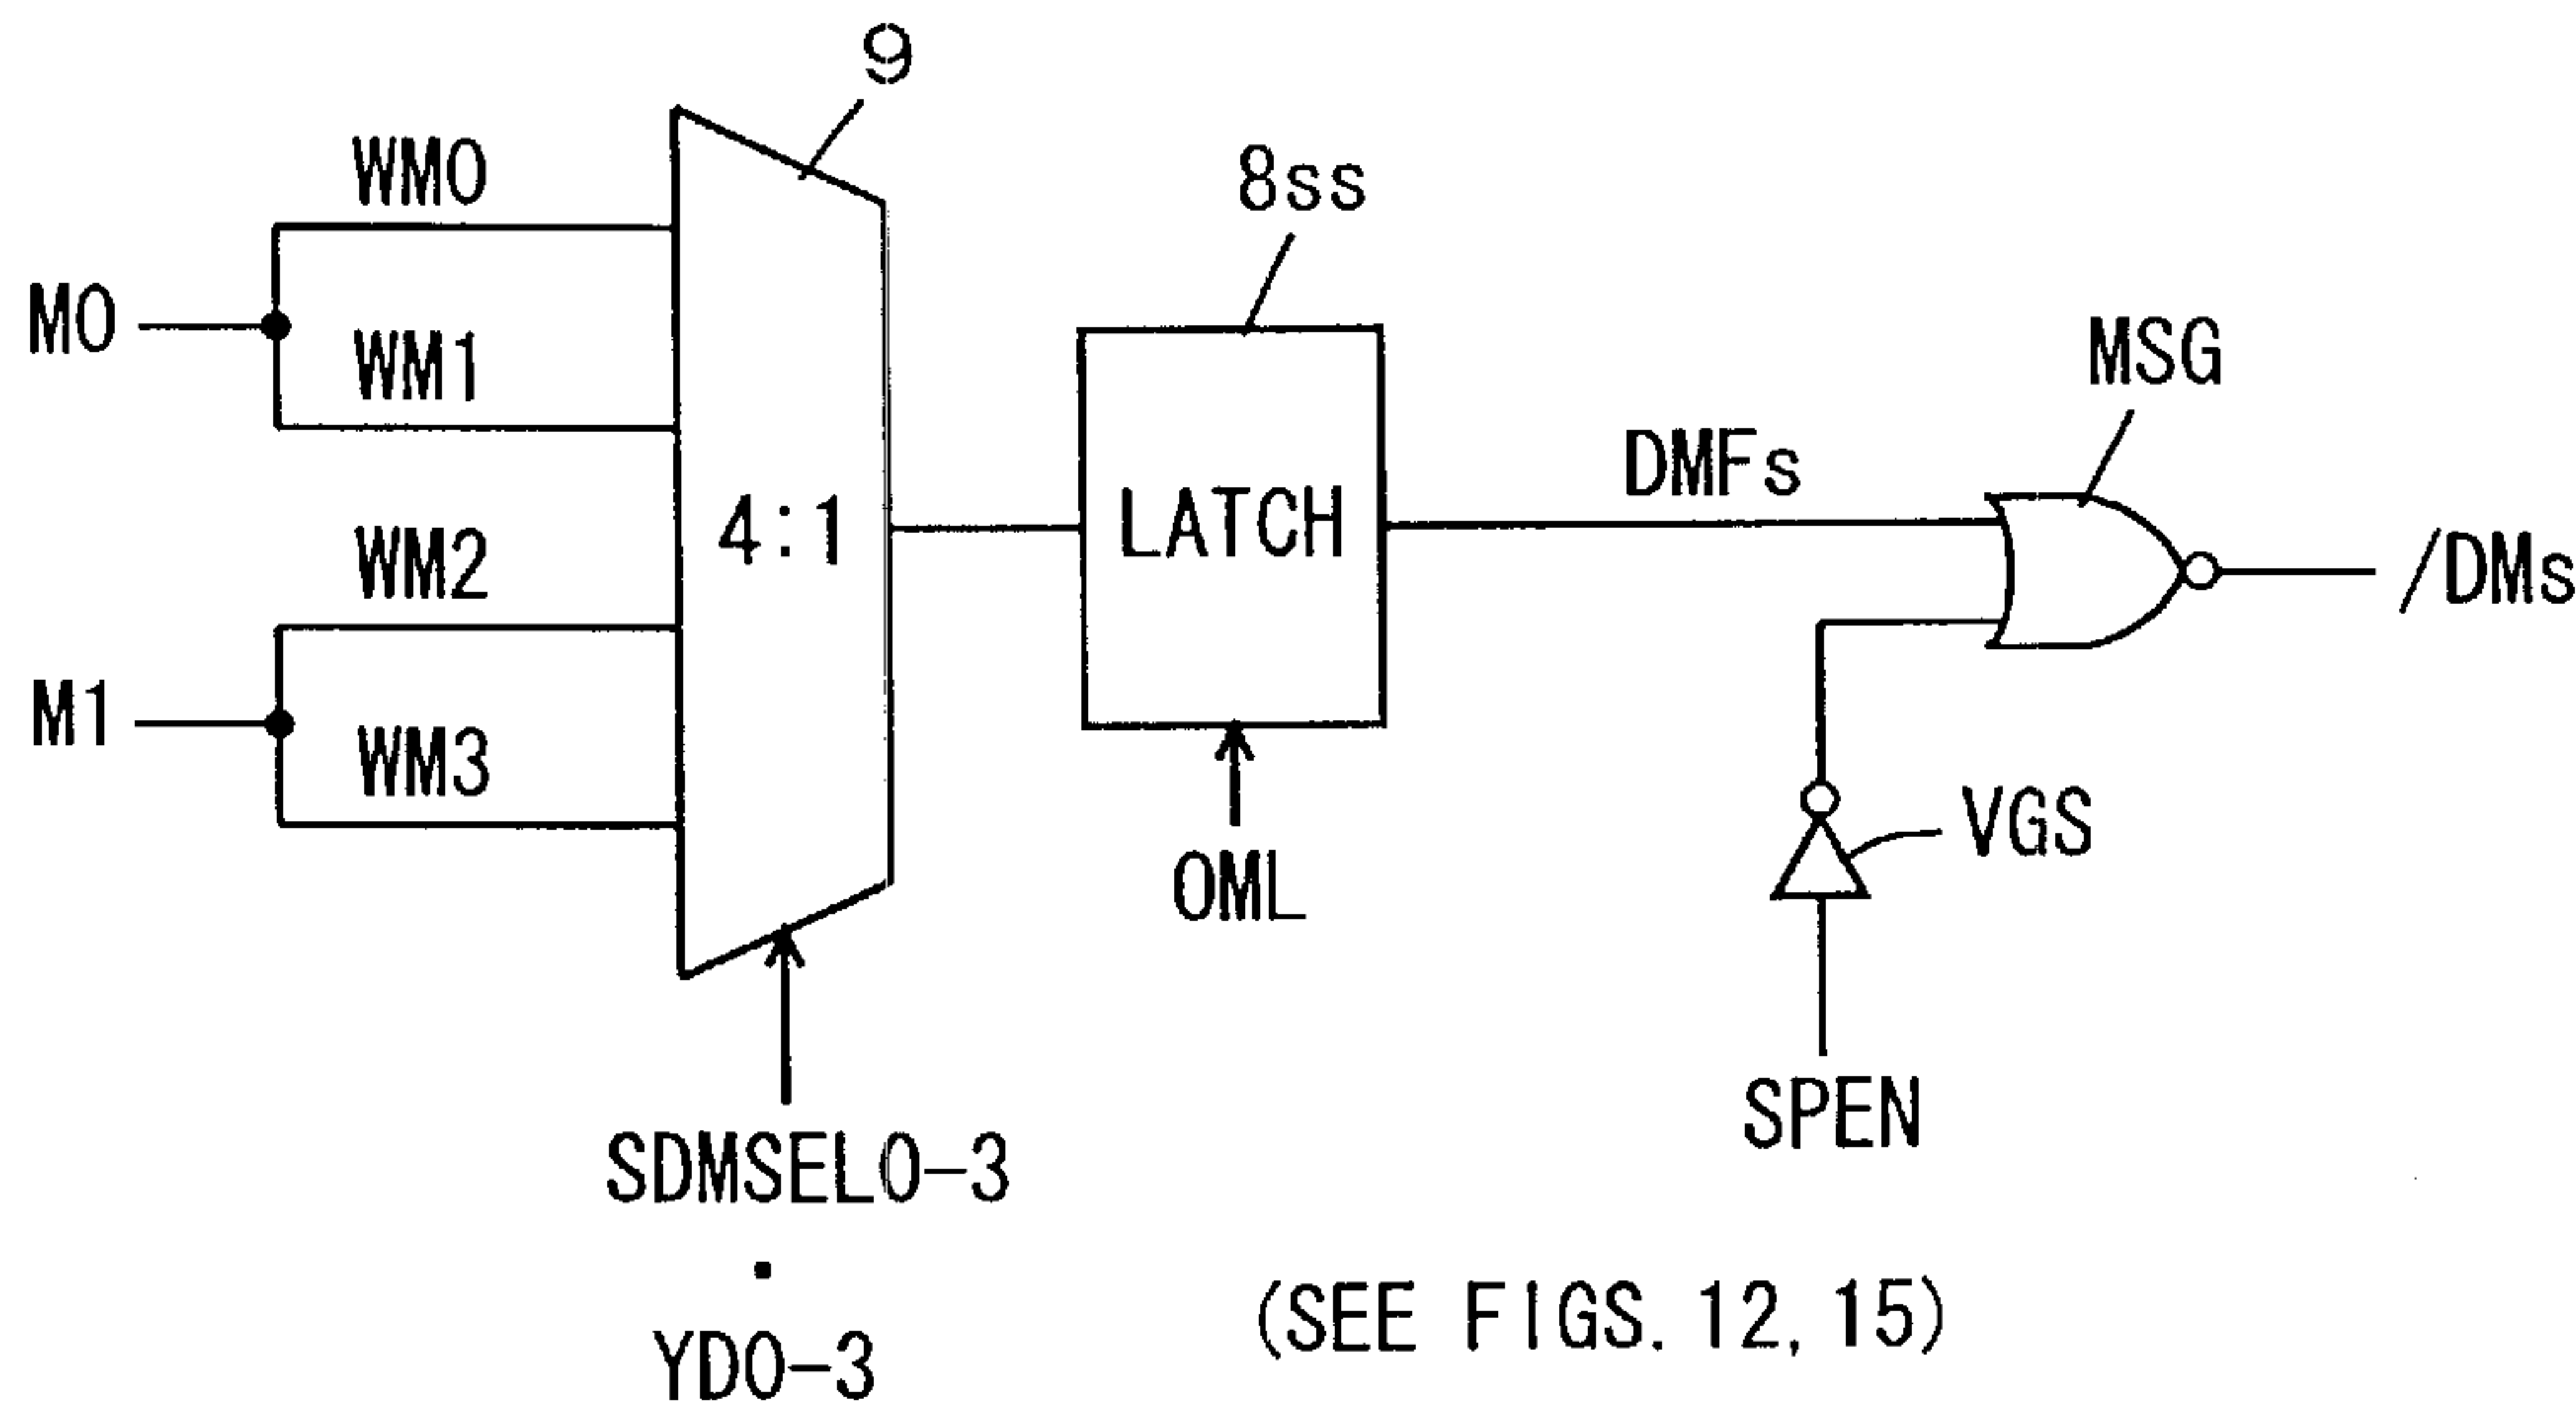 9
WM0
8ss
M0
WM1
MSG
DMFs
4:1
LATCH
WM2
/DMs
M1
WM3
VGS
OML
SPEN
SDMSEL0-3
·
YD0-3
(SEE FIGS. 12, 15)